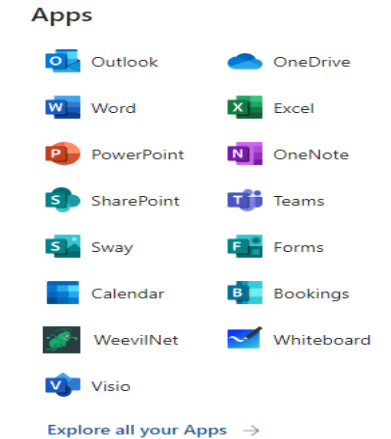 Apps
Outlook
OneDrive
Word
Excel
PowerPoint
OneNote
SharePoint
Teams
Sway
Forms
Calendar
Bookings
WeevilNet
Whiteboard
Visio
Explore all your Apps →